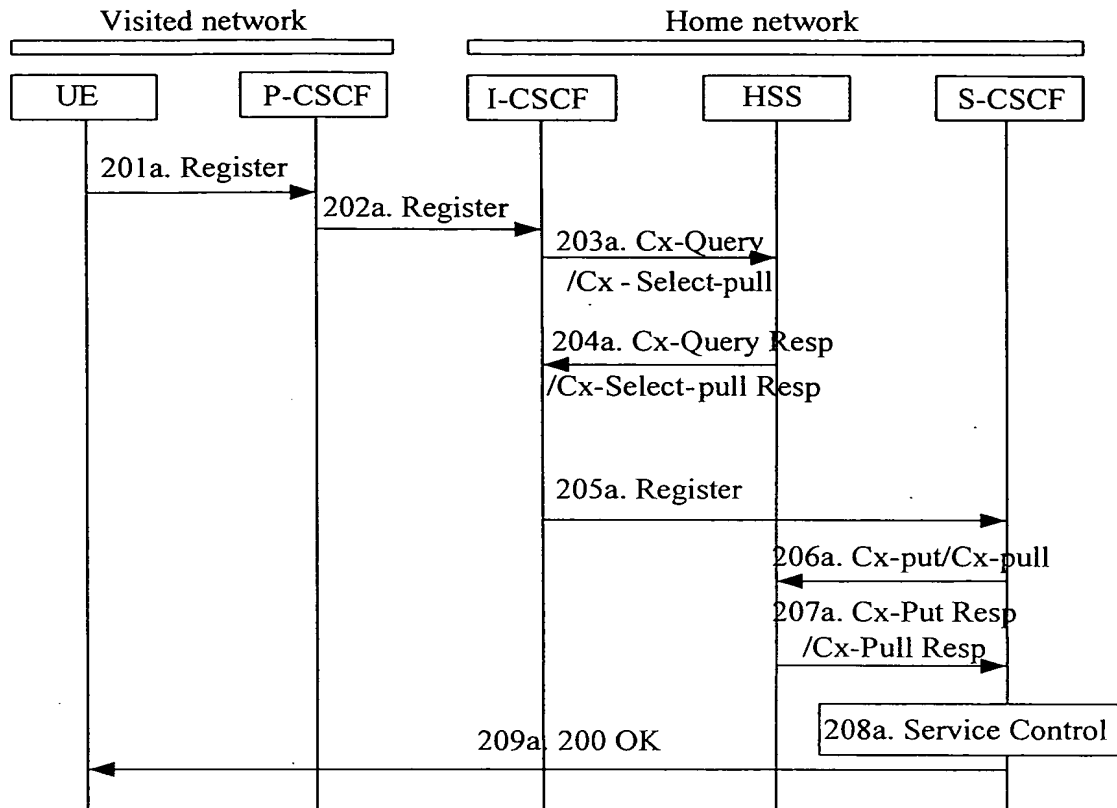 Visited network
Home network
UE
P-CSCF
I-CSCF
HSS
S-CSCF
201a. Register
202a. Register
203a. Cx-Query
/Cx - Select-pull
204a. Cx-Query Resp
/Cx-Select-pull Resp
205a. Register
206a. Cx-put/Cx-pull
207a. Cx-Put Resp
/Cx-Pull Resp
208a. Service Control
209a. 200 OK